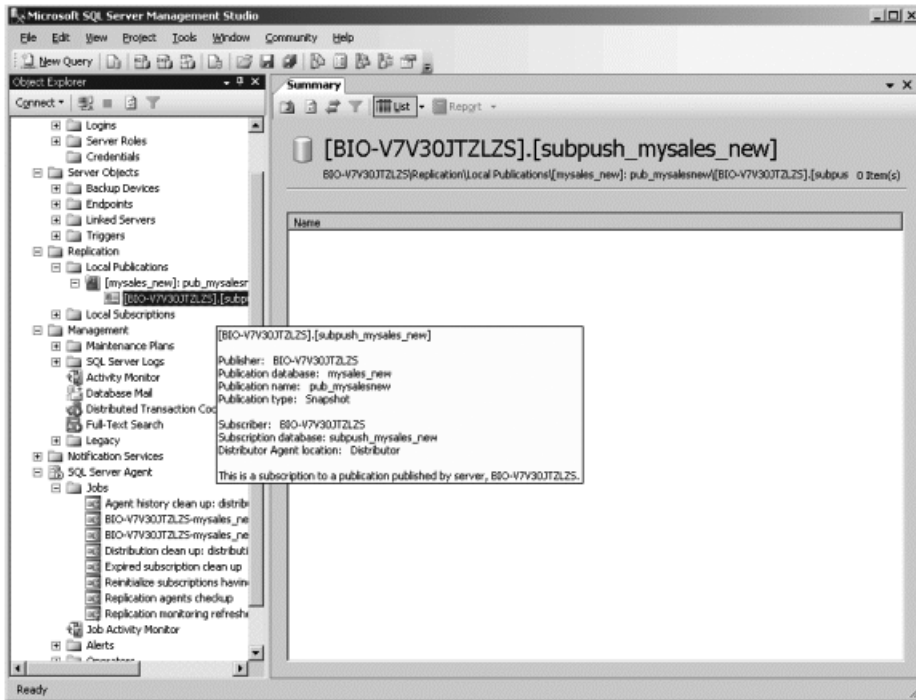 Microsoft SQL Server Management Studio
File Edit View Project Tools Window Community Help
New Query
Object Explorer
Summary
Connect
List Report
Logins
Server Roles
Credentials
Server Objects
Backup Devices
Endpoints
Linked Servers
Triggers
Replication
Local Publications
[mysales_new]: pub_mysalesr
[BIO-V7V30JTZLZS].[subp
Local Subscriptions
Management
Maintenance Plans
SQL Server Logs
Activity Monitor
Database Mail
Distributed Transaction Coo
Full-Text Search
Legacy
Notification Services
SQL Server Agent
Jobs
Agent history clean up: distrib
BIO-V7V30JTZLZS-mysales_ne
BIO-V7V30JTZLZS-mysales_ne
Distribution clean up: distributi
Expired subscription clean up
Reinitialize subscriptions havin
Replication agents checkup
Replication monitoring refreshe
Job Activity Monitor
Alerts
Operators
[BIO-V7V30JTZLZS].[subpush_mysales_new]
BIO-V7V30JTZLZS\Replication\Local Publications\[mysales_new]: pub_mysalesnew\[BIO-V7V30JTZLZS].[subpus 0 Item(s)
Name
[BIO-V7V30JTZLZS].[subpush_mysales_new]
Publisher: BIO-V7V30JTZLZS
Publication database: mysales_new
Publication name: pub_mysalesnew
Publication type: Snapshot
Subscriber: BIO-V7V30JTZLZS
Subscription database: subpush_mysales_new
Distributor Agent location: Distributor
This is a subscription to a publication published by server, BIO-V7V30JTZLZS.
Ready